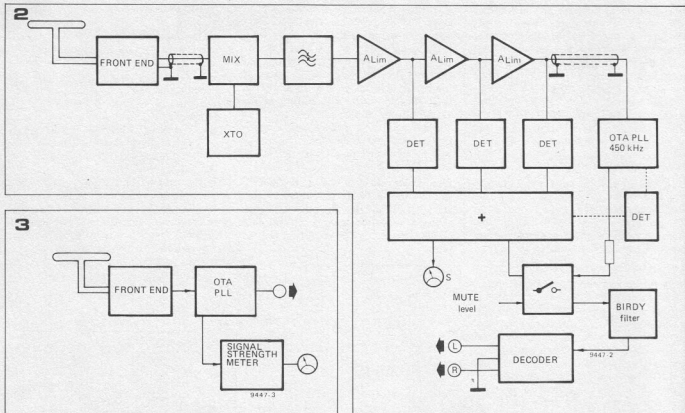 2
FRONT END
MIX
XTO
ALim
ALim
ALim
DET
DET
DET
OTA PLL
450 kHz
+
DET
S
MUTE
level
BIRDY
filter
L
R
DECODER
9447-2
3
FRONT END
OTA
PLL
SIGNAL
STRENGTH
METER
9447-3